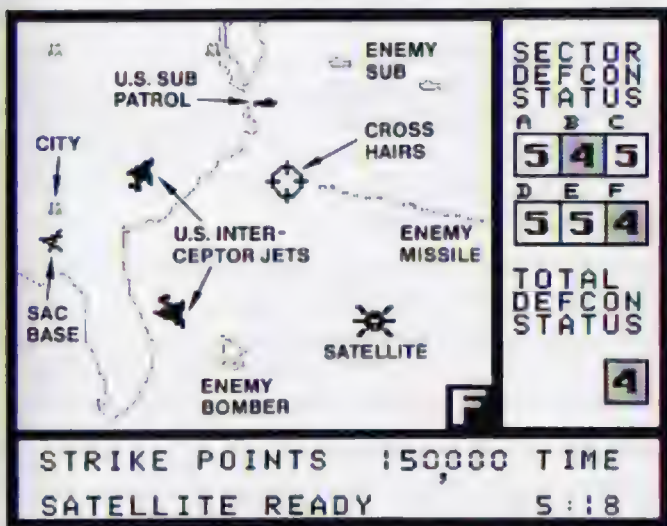 ENEMY
SUB
U.S. SUB
PATROL
CITY
CROSS
HAIRS
U.S. INTER-
CEPTOR JETS
ENEMY
MISSILE
SAC
BASE
SATELLITE
ENEMY
BOMBER
F
SECTOR
DEFCON
STATUS
A B C
5 4 5
D E F
5 5 4
TOTAL
DEFCON
STATUS
4
STRIKE POINTS 150,000 TIME
SATELLITE READY 5:18